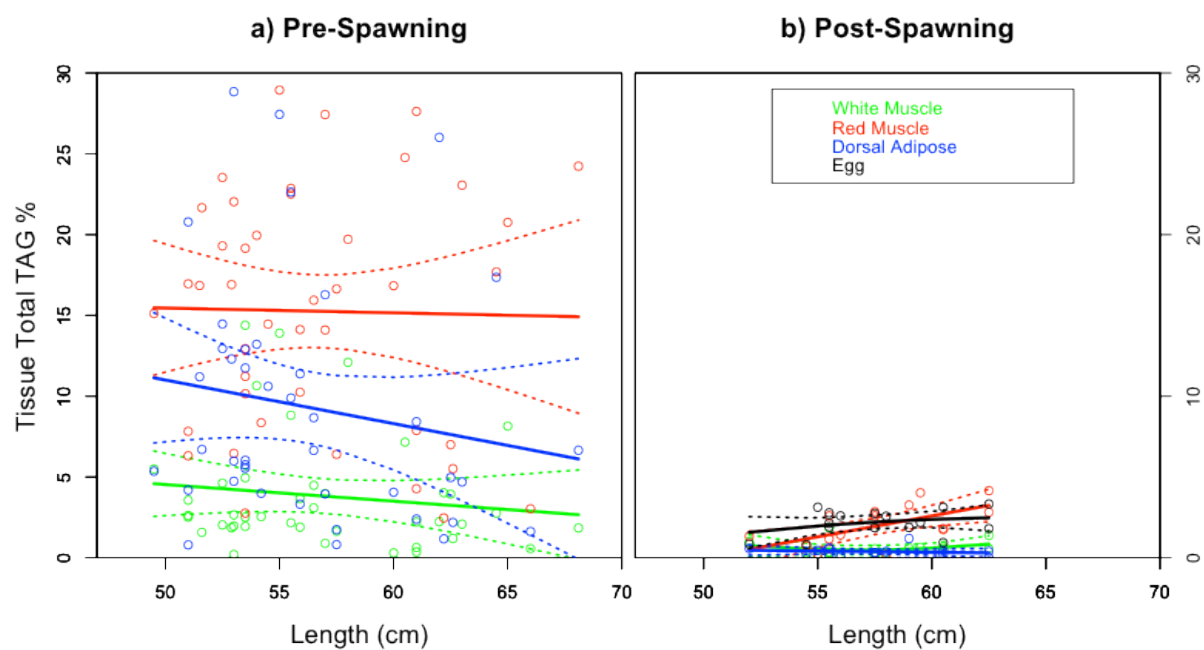 a) Pre-Spawning
b) Post-Spawning
Tissue Total TAG %
30
25
20
15
10
5
0
50 55 60 65 70
Length (cm)
White Muscle
Red Muscle
Dorsal Adipose
Egg
30
20
10
0
50 55 60 65 70
Length (cm)